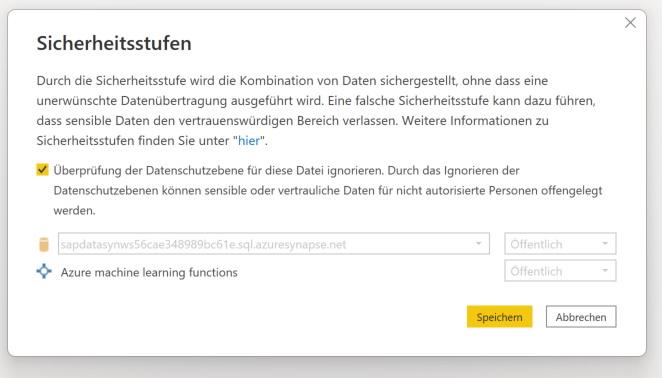 Sicherheitsstufen
Durch die Sicherheitsstufe wird die Kombination von Daten sichergestellt, ohne dass eine
unerwünschte Datenübertragung ausgeführt wird. Eine falsche Sicherheitsstufe kann dazu führen,
dass sensible Daten den vertrauenswürdigen Bereich verlassen. Weitere Informationen zu
Sicherheitsstufen finden Sie unter "hier".
Überprüfung der Datenschutzebene für diese Datei ignorieren. Durch das Ignorieren der
Datenschutzebenen können sensible oder vertrauliche Daten für nicht autorisierte Personen offengelegt
werden.
sapdatasynws56cae348989bc61e.sql.azuresynapse.net Öffentlich
Azure machine learning functions Öffentlich
Speichern Abbrechen